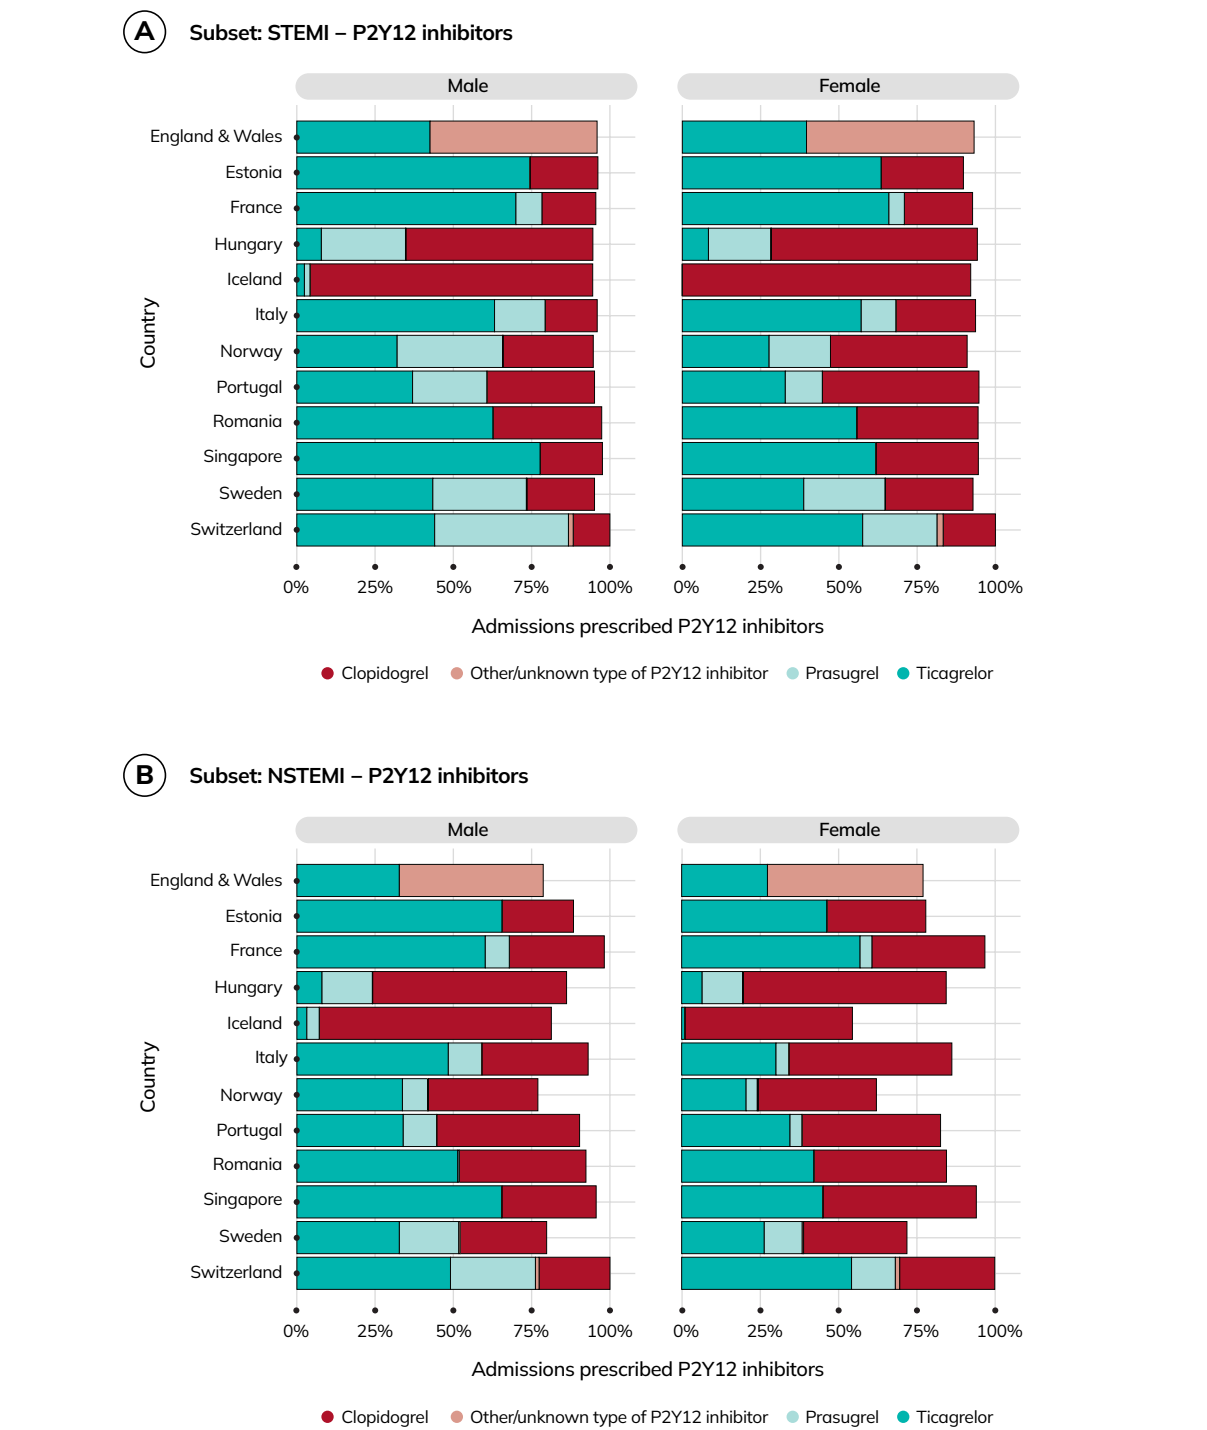 A Subset: STEMI – P2Y12 inhibitors
Male Female
England & Wales
Estonia
France
Hungary
Iceland
Italy
Norway
Portugal
Romania
Singapore
Sweden
Switzerland
Country
0% 25% 50% 75% 100% 0% 25% 50% 75% 100%
Admissions prescribed P2Y12 inhibitors
Clopidogrel Other/unknown type of P2Y12 inhibitor Prasugrel Ticagrelor
B Subset: NSTEMI – P2Y12 inhibitors
Male Female
England & Wales
Estonia
France
Hungary
Iceland
Italy
Norway
Portugal
Romania
Singapore
Sweden
Switzerland
Country
0% 25% 50% 75% 100% 0% 25% 50% 75% 100%
Admissions prescribed P2Y12 inhibitors
Clopidogrel Other/unknown type of P2Y12 inhibitor Prasugrel Ticagrelor